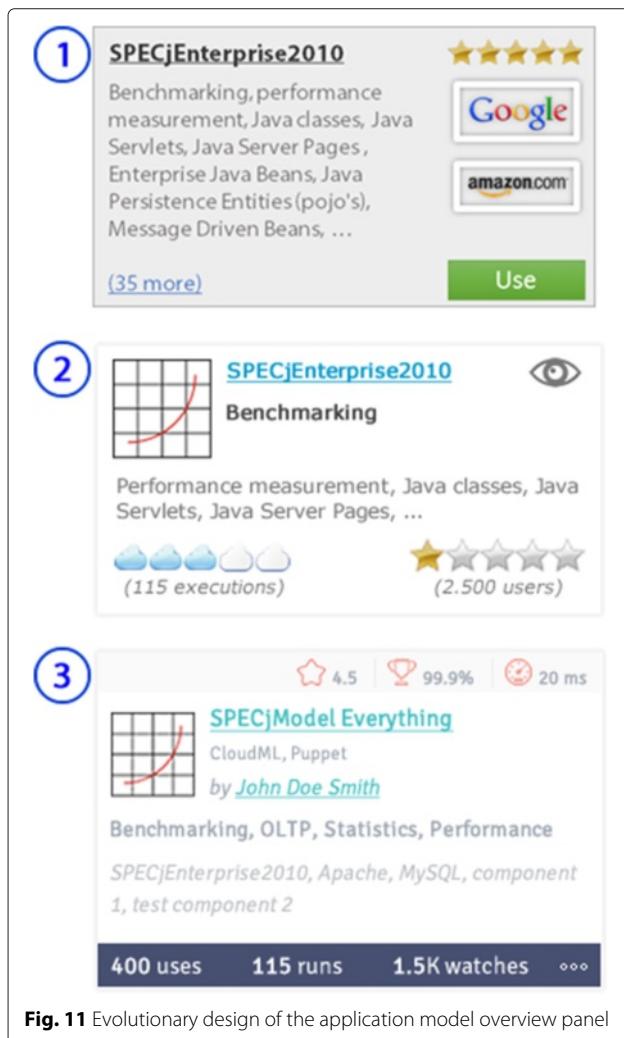 1
SPECjEnterprise2010
Benchmarking, performance
measurement, Java classes, Java
Servlets, Java Server Pages ,
Enterprise Java Beans, Java
Persistence Entities (pojo's),
Message Driven Beans, ...
(35 more)
Google
amazon.com
Use
2
SPECjEnterprise2010
Benchmarking
Performance measurement, Java classes, Java
Servlets, Java Server Pages, ...
(115 executions) (2.500 users)
3
4.5 99.9% 20 ms
SPECjModel Everything
CloudML, Puppet
by John Doe Smith
Benchmarking, OLTP, Statistics, Performance
SPECjEnterprise2010, Apache, MySQL, component
1, test component 2
400 uses 115 runs 1.5K watches
Fig. 11 Evolutionary design of the application model overview panel